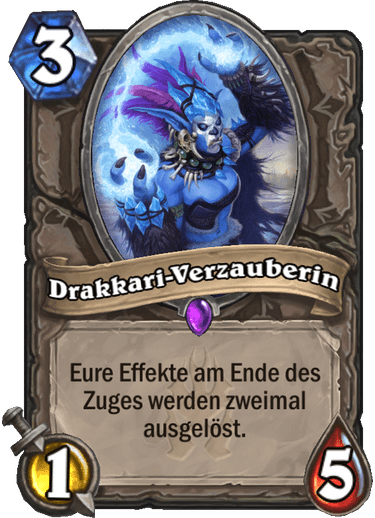 3
Drakkari-Verzauberin
Eure Effekte am Ende des
Zuges werden zweimal
ausgelöst.
1
5